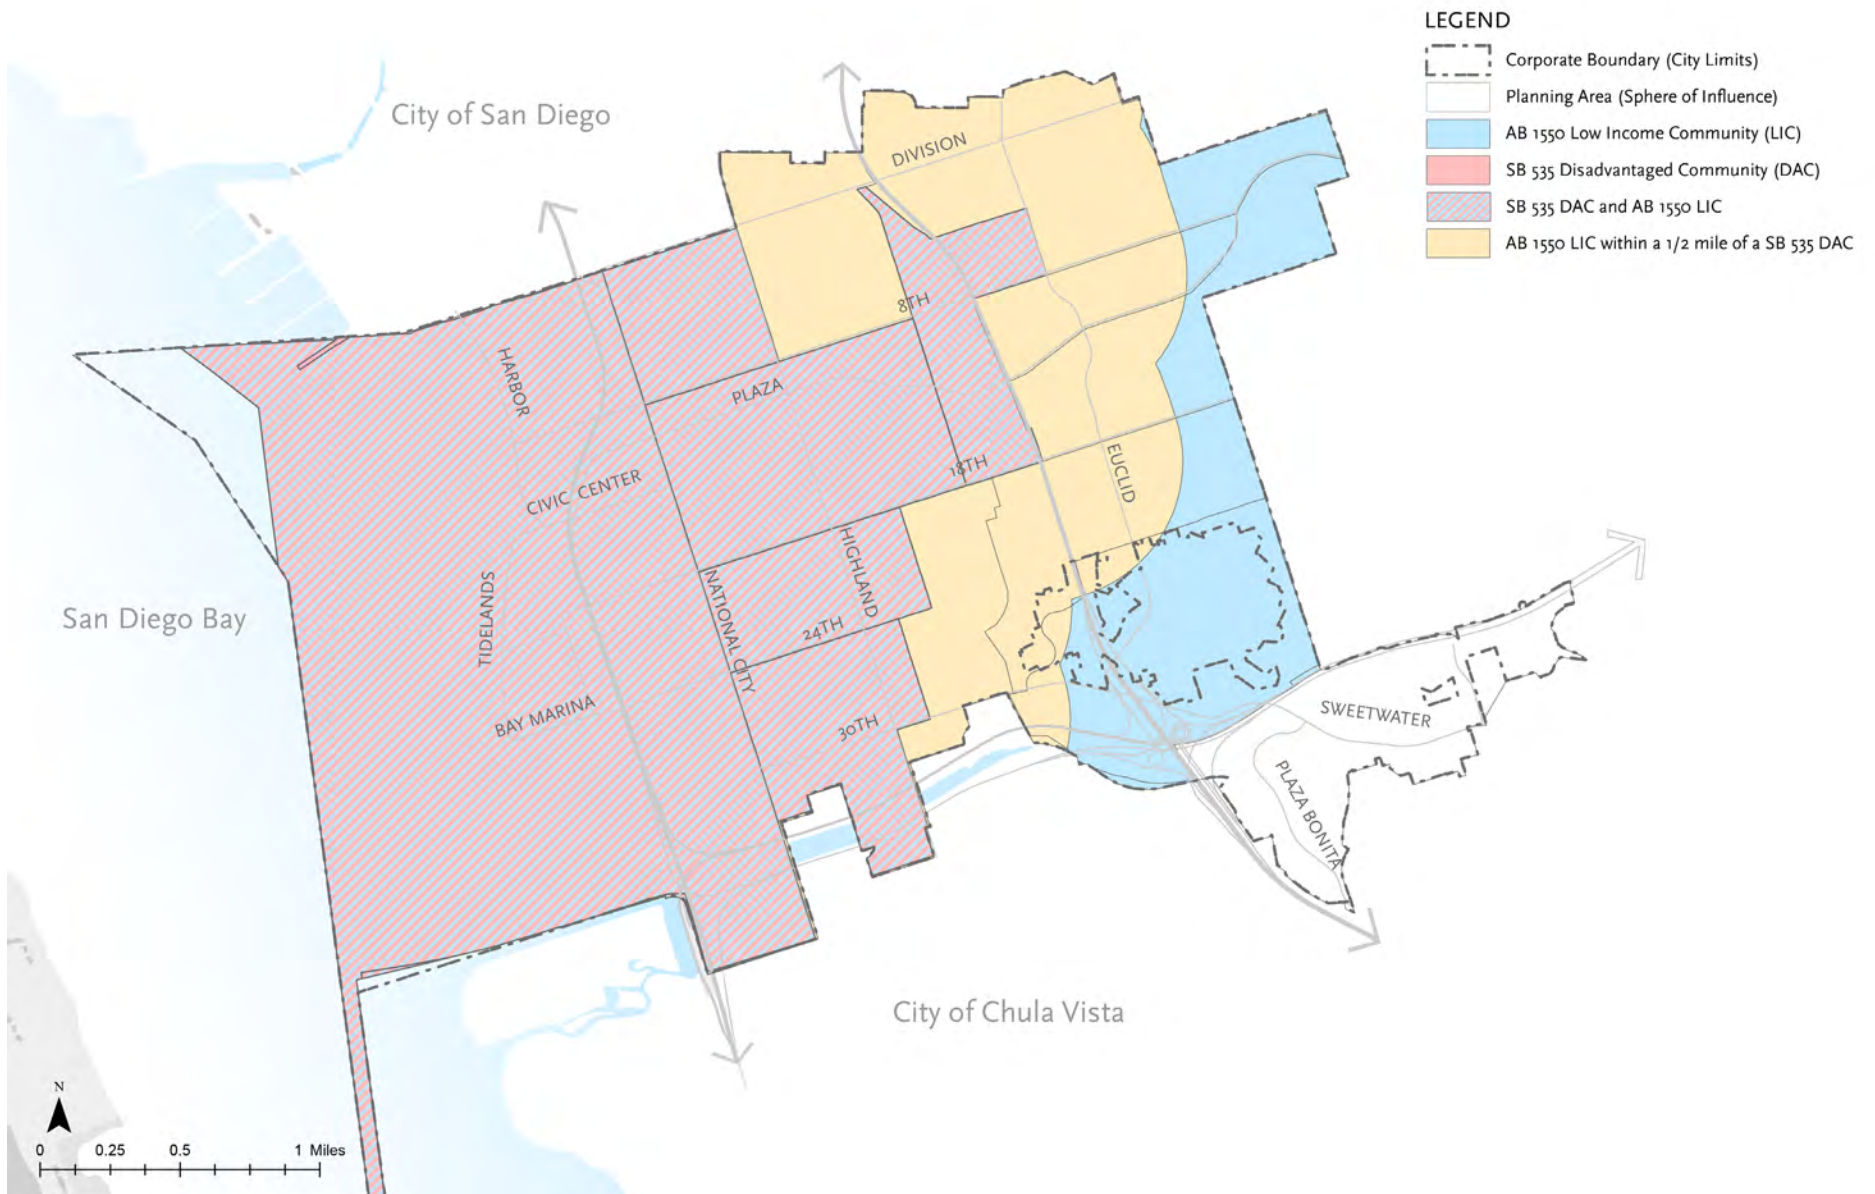 LEGEND
Corporate Boundary (City Limits)
Planning Area (Sphere of Influence)
AB 1550 Low Income Community (LIC)
SB 535 Disadvantaged Community (DAC)
SB 535 DAC and AB 1550 LIC
AB 1550 LIC within a 1/2 mile of a SB 535 DAC
City of San Diego
DIVISION
8TH
HARBOR
PLAZA
EUCLID
18TH
CIVIC CENTER
HIGHLAND
NATIONAL CITY
TIDELANDS
San Diego Bay
24TH
BAY MARINA
30TH
SWEETWATER
PLAZA BONITA
City of Chula Vista
N
0 0.25 0.5 1 Miles